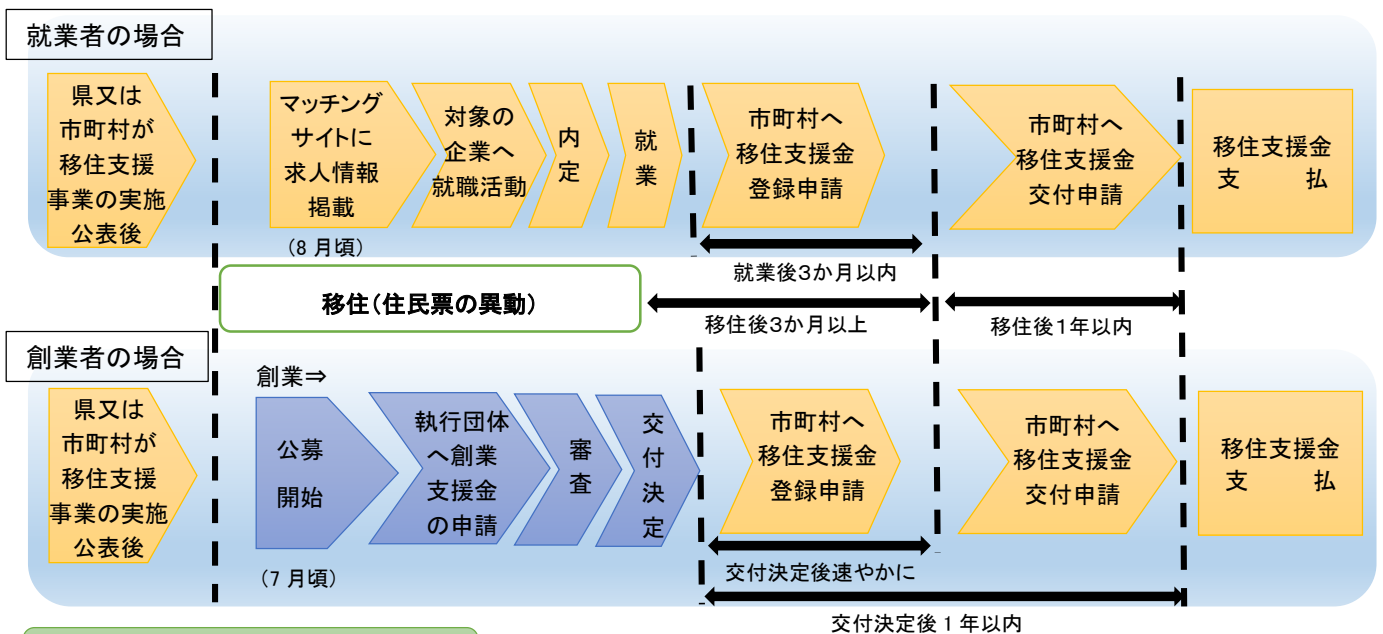 就業者の場合
県又は
市町村が
移住支援
事業の実施
公表後
マッチング
サイトに
求人情報
掲載
(8月頃)
対象の
企業へ
就職活動
内定
就業
市町村へ
移住支援金
登録申請
就業後3か月以内
市町村へ
移住支援金
交付申請
移住支援金
支 払
移住(住民票の異動)
移住後3か月以上
移住後1年以内
創業者の場合
県又は
市町村が
移住支援
事業の実施
公表後
創業⇒
公募
開始
(7月頃)
執行団体
へ創業
支援金
の申請
審査
交付決定
市町村へ
移住支援金
登録申請
交付決定後速やかに
市町村へ
移住支援金
交付申請
交付決定後1年以内
移住支援金
支 払